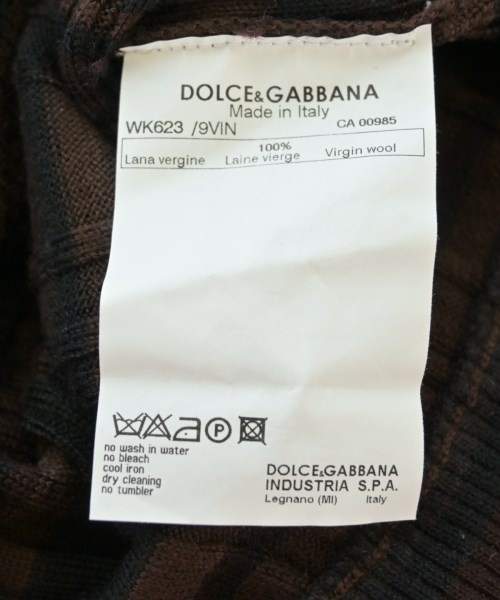 DOLCE&GABBANA
Made in Italy
WK623 /9VIN CA 00985
100%
Lana vergine Laine vierge Virgin wool
P
no wash in water
no bleach
cool iron
dry cleaning
no tumbler
DOLCE&GABBANA
INDUSTRIA S.P.A.
Legnano (MI) Italy